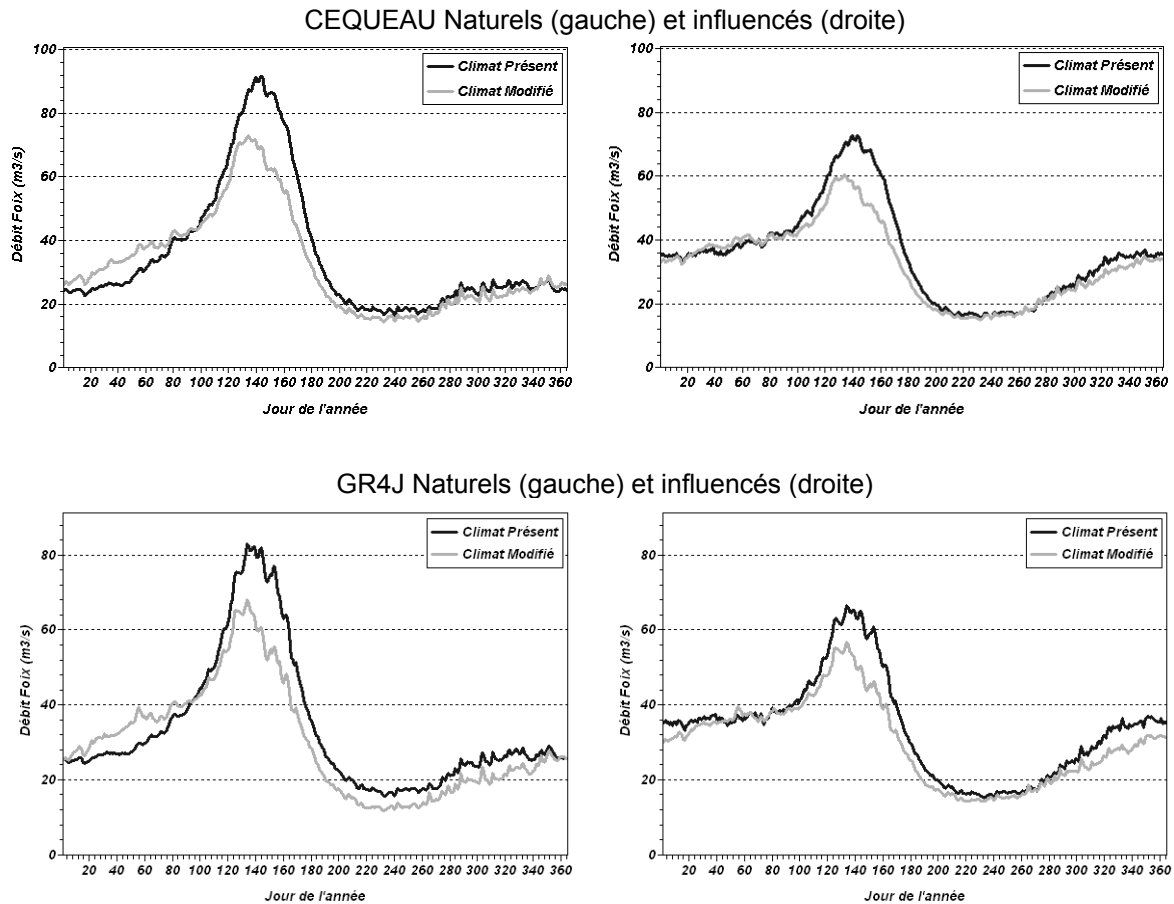 CEQUEAU Naturels (gauche) et influencés (droite)
100
80
60
40
20
0
Débit Foix (m3/s)
Climat Présent
Climat Modifié
20 40 60 80 100 120 140 160 180 200 220 240 260 280 300 320 340 360
Jour de l'année
100
80
60
40
20
0
Débit Foix (m3/s)
Climat Présent
Climat Modifié
20 40 60 80 100 120 140 160 180 200 220 240 260 280 300 320 340 360
Jour de l'année
GR4J Naturels (gauche) et influencés (droite)
80
60
40
20
0
Débit Foix (m3/s)
Climat Présent
Climat Modifié
20 40 60 80 100 120 140 160 180 200 220 240 260 280 300 320 340 360
Jour de l'année
80
60
40
20
0
Débit Foix (m3/s)
Climat Présent
Climat Modifié
20 40 60 80 100 120 140 160 180 200 220 240 260 280 300 320 340 360
Jour de l'année